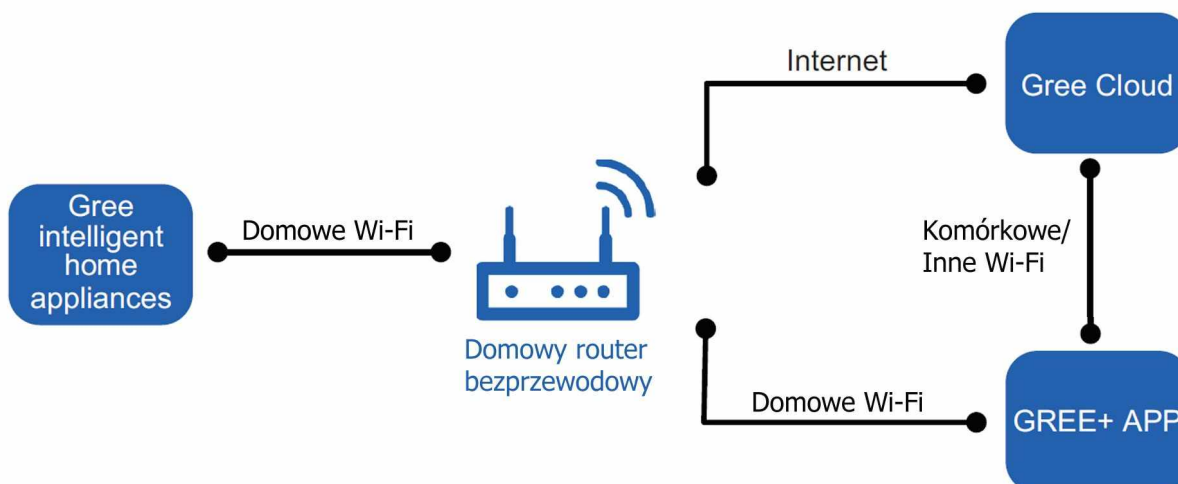 Gree
intelligent
home
appliances
Domowe Wi-Fi
Domowy router
bezprzewodowy
Internet
Gree Cloud
Komórkowe/
Inne Wi-Fi
Domowe Wi-Fi
GREE+ APP